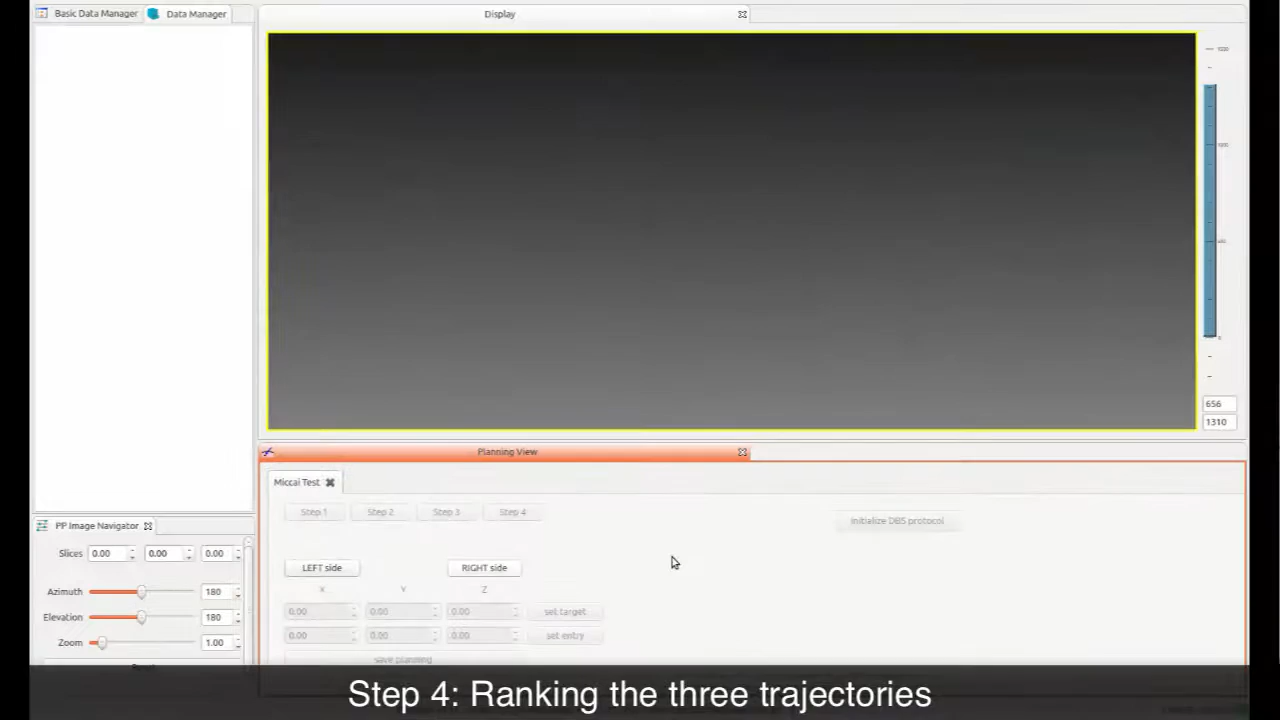 Basic Data Manager
Data Manager
Display
1200
0
656
1310
Planning View
Miccai Test
Step 1
Step 2
Step 3
Step 4
Initialize DBS protocol
PP Image Navigator
Slices 0.00 0.00 0.00
LEFT side
RIGHT side
X Y Z
Azimuth 180
0.00 0.00 0.00 set target
Elevation 180
0.00 0.00 0.00 set entry
Zoom 1.00
save planning
Reset
Step 4: Ranking the three trajectories